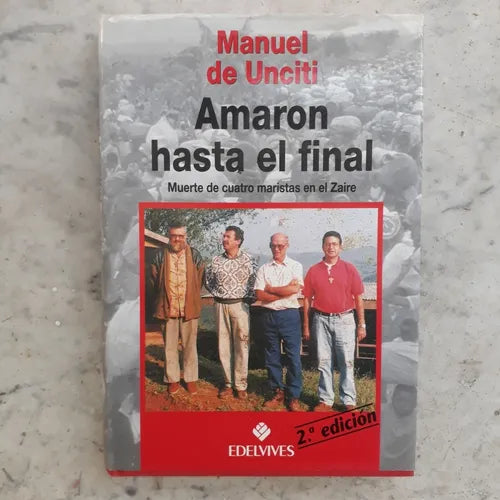 Manuel
de Unciti
Amaron
hasta el final
Muerte de cuatro maristas en el Zaire
2.ª edición
EDELVIVES